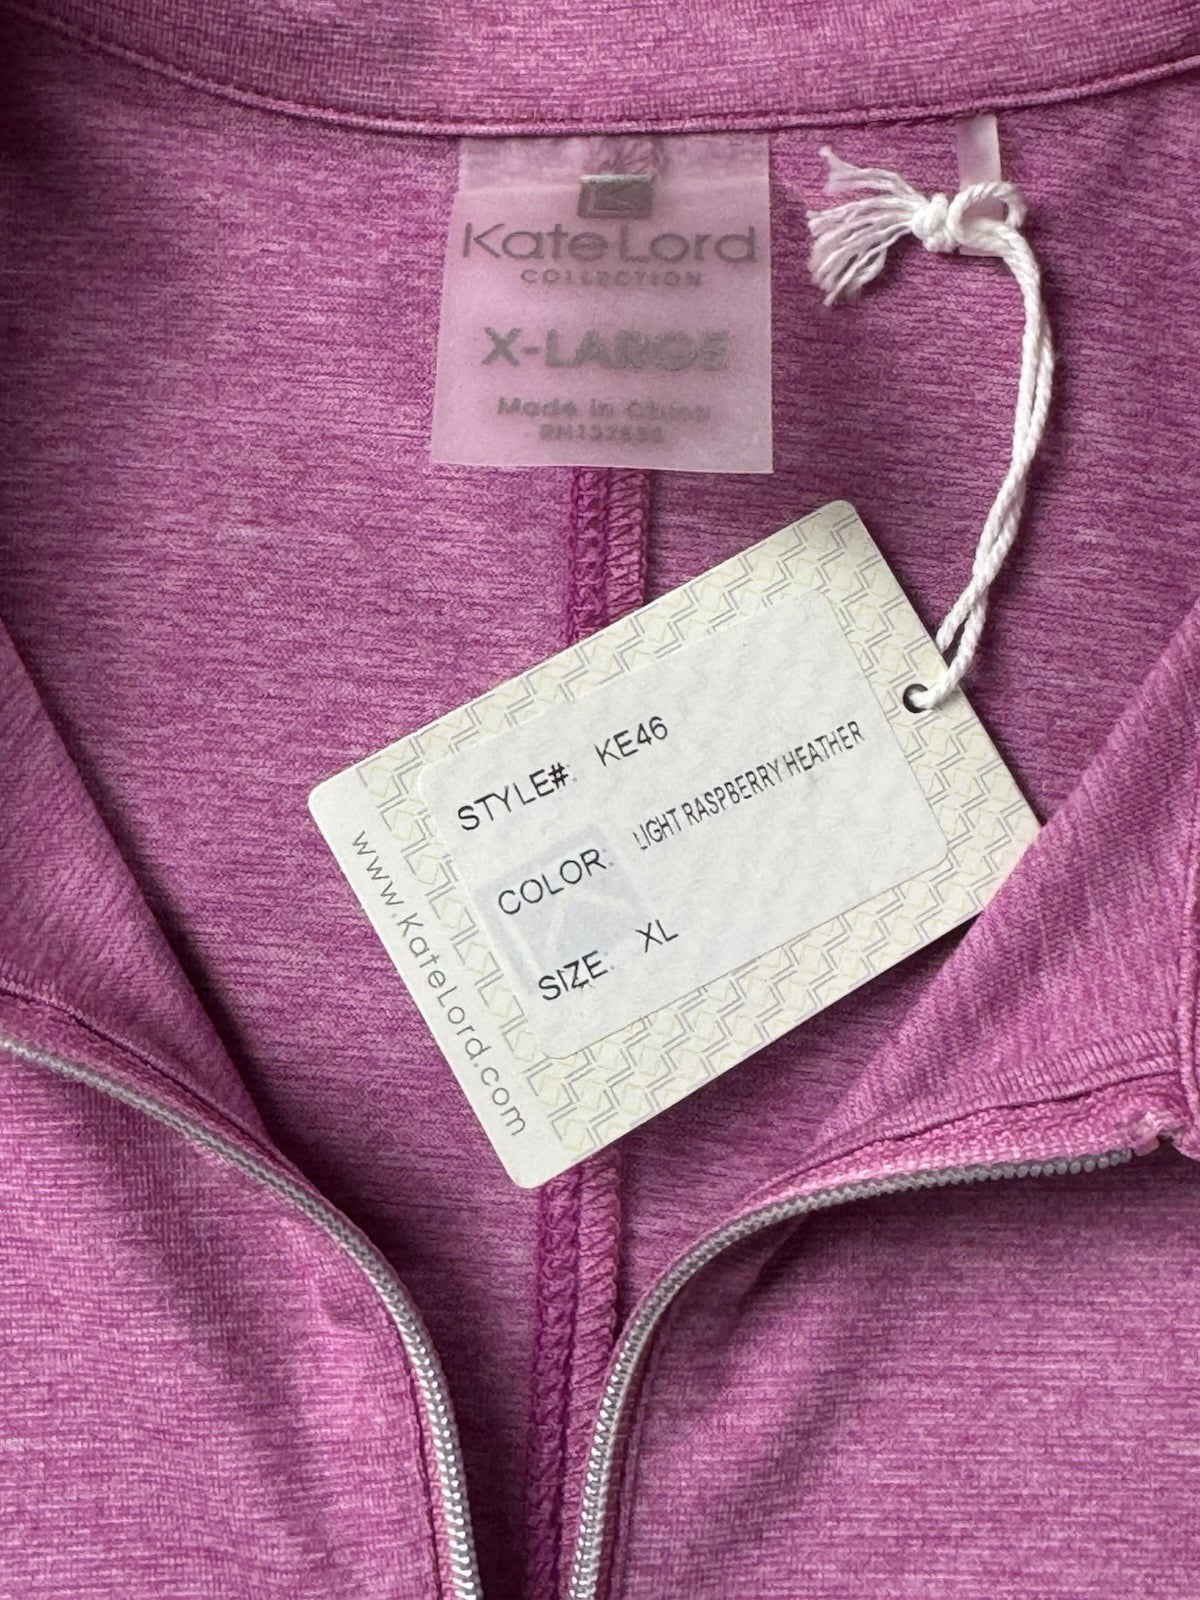 Kate Lord
COLLECTION
X-LARGE
Made in China
STYLE#: KE46
COLOR: LIGHT RASPBERRY HEATHER
SIZE: XL
www.KateLord.com